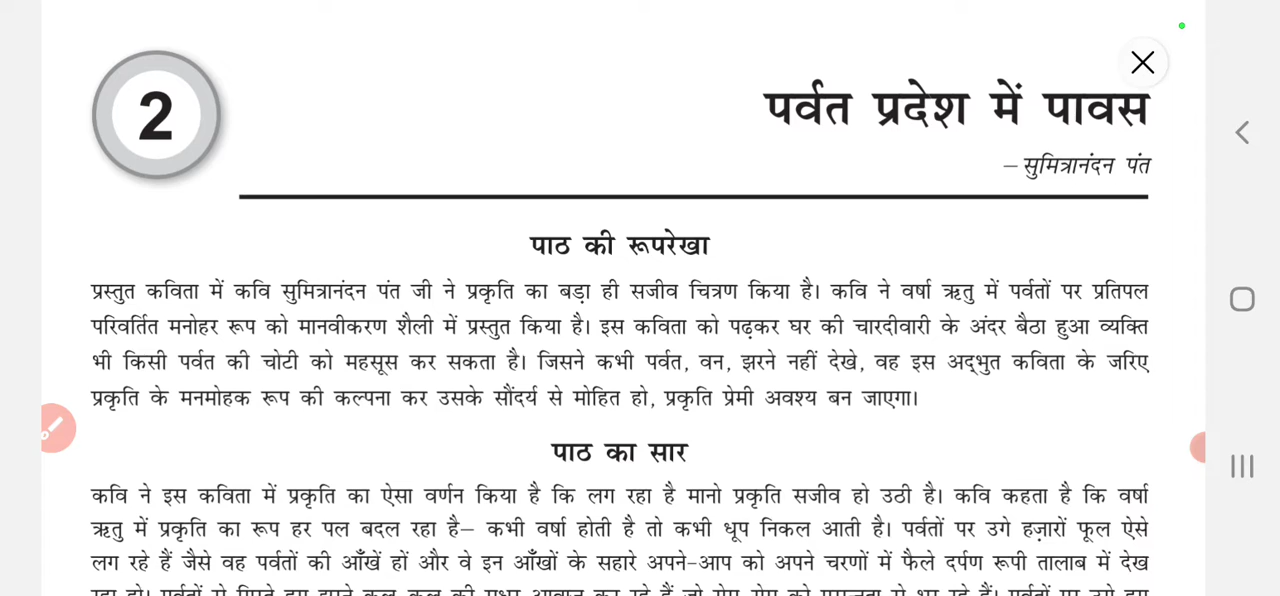 2
पर्वत प्रदेश में पावस
– सुमित्रानंदन पंत
पाठ की रूपरेखा
प्रस्तुत कविता में कवि सुमित्रानंदन पंत जी ने प्रकृति का बड़ा ही सजीव चित्रण किया है। कवि ने वर्षा ऋतु में पर्वतों पर प्रतिपल
परिवर्तित मनोहर रूप को मानवीकरण शैली में प्रस्तुत किया है। इस कविता को पढ़कर घर की चारदीवारी के अंदर बैठा हुआ व्यक्ति
भी किसी पर्वत की चोटी को महसूस कर सकता है। जिसने कभी पर्वत, वन, झरने नहीं देखे, वह इस अद्भुत कविता के जरिए
प्रकृति के मनमोहक रूप की कल्पना कर उसके सौंदर्य से मोहित हो, प्रकृति प्रेमी अवश्य बन जाएगा।
पाठ का सार
कवि ने इस कविता में प्रकृति का ऐसा वर्णन किया है कि लग रहा है मानो प्रकृति सजीव हो उठी है। कवि कहता है कि वर्षा
ऋतु में प्रकृति का रूप हर पल बदल रहा है– कभी वर्षा होती है तो कभी धूप निकल आती है। पर्वतों पर उगे हज़ारों फूल ऐसे
लग रहे हैं जैसे वह पर्वतों की आँखें हों और वे इन आँखों के सहारे अपने-आप को अपने चरणों में फैले दर्पण रूपी तालाब में देख